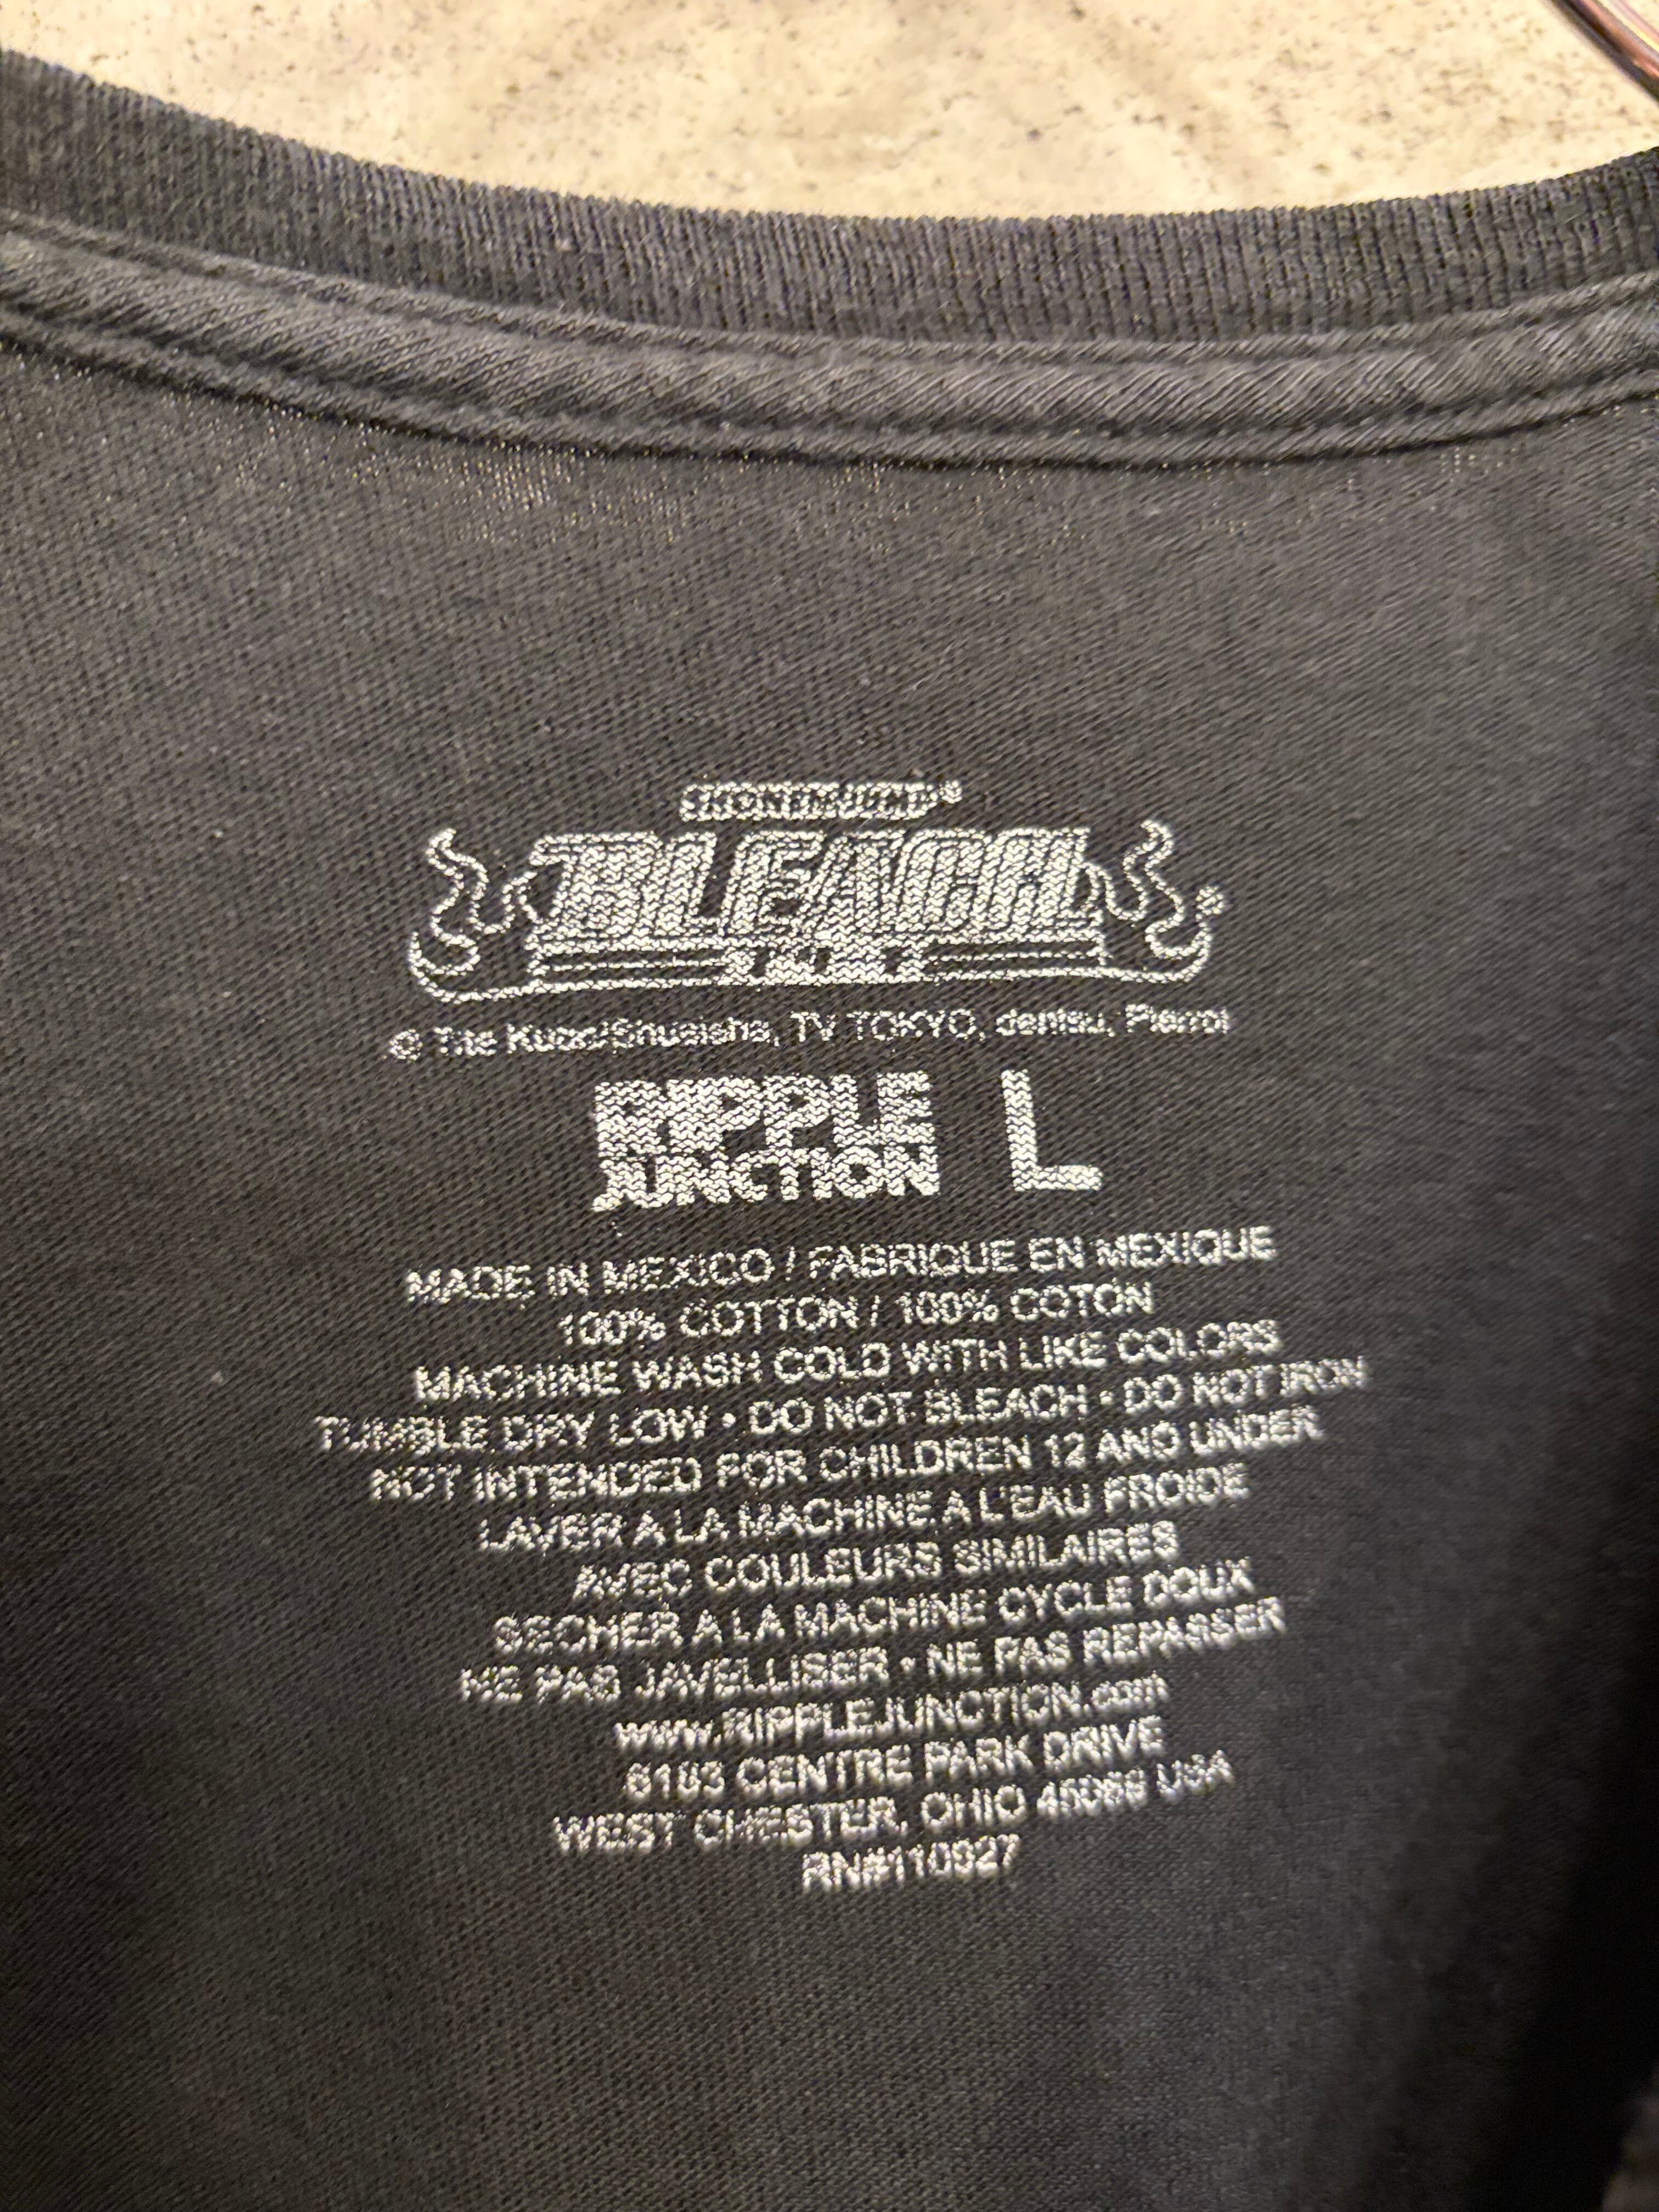 SHONEN JUMP®
BLEACH ®
© Tite Kubo/Shueisha, TV TOKYO, dentsu, Pierrot
RIPPLE L
JUNCTION
MADE IN MEXICO / FABRIQUE EN MEXIQUE
100% COTTON / 100% COTON
MACHINE WASH COLD WITH LIKE COLORS
TUMBLE DRY LOW • DO NOT BLEACH • DO NOT IRON
NOT INTENDED FOR CHILDREN 12 AND UNDER
LAVER A LA MACHINE A L'EAU FROIDE
AVEC COULEURS SIMILAIRES
SECHER A LA MACHINE CYCLE DOUX
NE PAS JAVELLISER • NE PAS REPASSER
www.RIPPLEJUNCTION.com
CENTRE PARK DRIVE
WEST CHESTER, OHIO 45069 USA